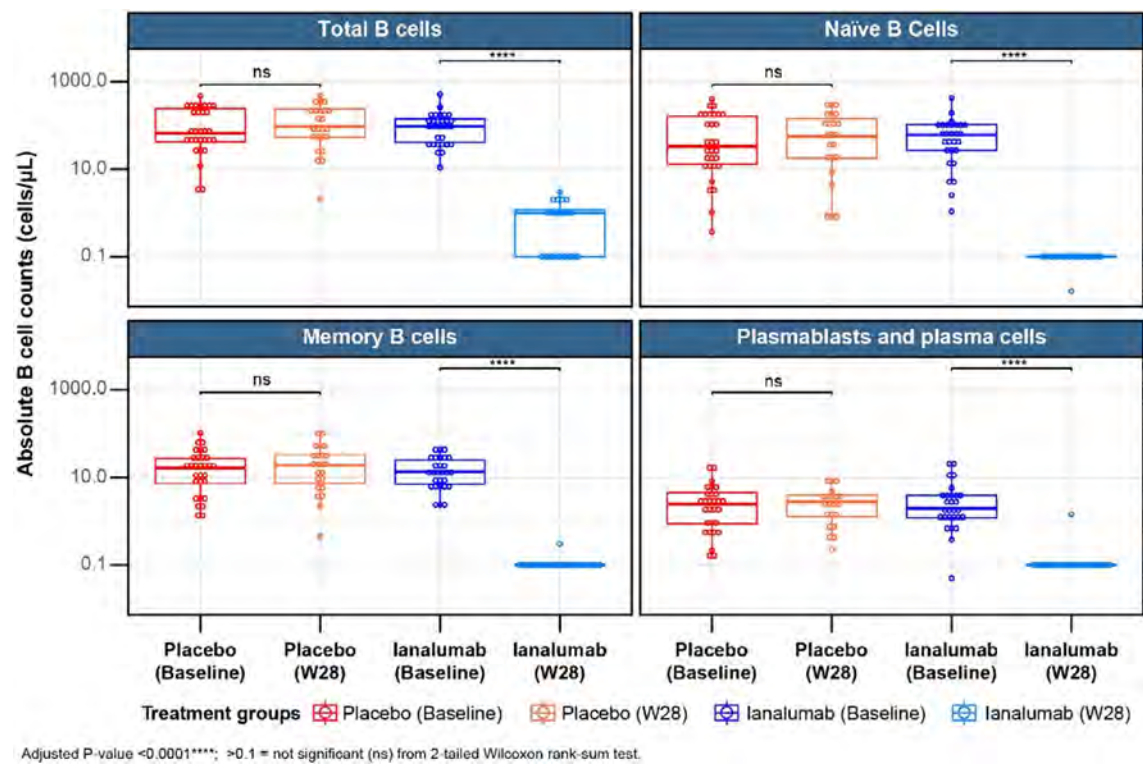 Total B cells
Naïve B Cells
ns
****
ns
****
1000.0
10.0
0.1
Absolute B cell counts (cells/µL)
Memory B cells
Plasmablasts and plasma cells
ns
****
ns
****
1000.0
10.0
0.1
Placebo (Baseline)
Placebo (W28)
Ianalumab (Baseline)
Ianalumab (W28)
Placebo (Baseline)
Placebo (W28)
Ianalumab (Baseline)
Ianalumab (W28)
Treatment groups Placebo (Baseline) Placebo (W28) Ianalumab (Baseline) Ianalumab (W28)
Adjusted P-value <0.0001****; >0.1 = not significant (ns) from 2-tailed Wilcoxon rank-sum test.